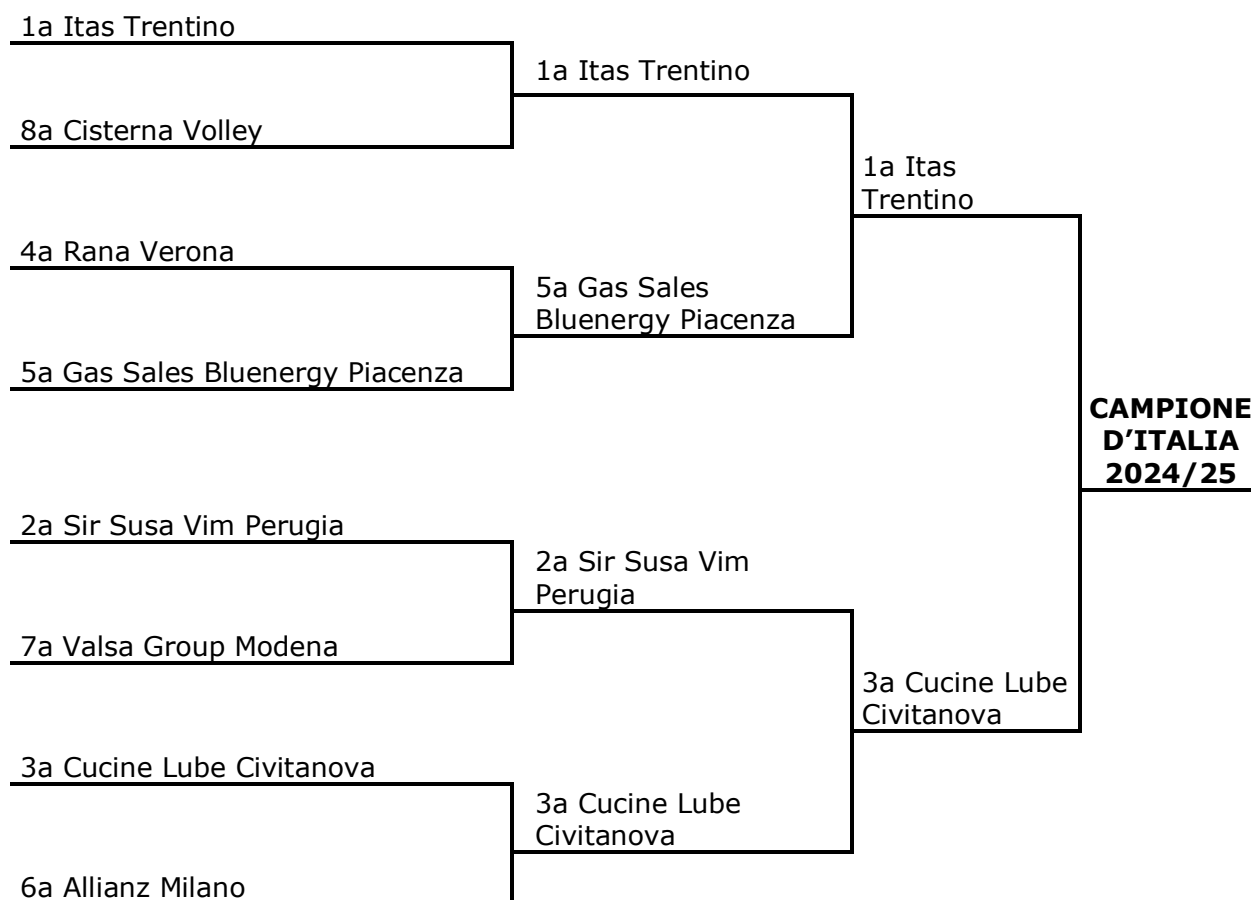 1a Itas Trentino
1a Itas Trentino
8a Cisterna Volley
1a Itas
Trentino
4a Rana Verona
5a Gas Sales
Bluenergy Piacenza
5a Gas Sales Bluenergy Piacenza
CAMPIONE
D’ITALIA
2024/25
2a Sir Susa Vim Perugia
2a Sir Susa Vim
Perugia
7a Valsa Group Modena
3a Cucine Lube
Civitanova
3a Cucine Lube Civitanova
3a Cucine Lube
Civitanova
6a Allianz Milano